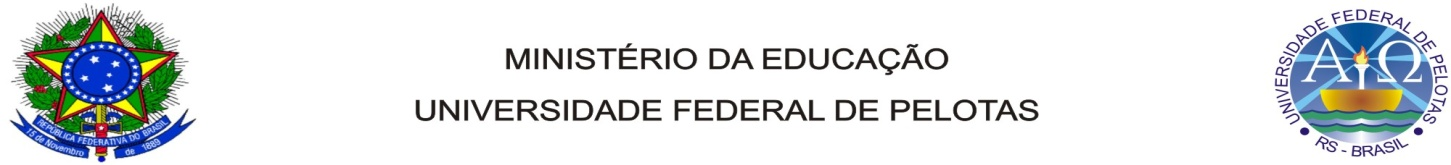 MINISTÉRIO DA EDUCAÇÃO
UNIVERSIDADE FEDERAL DE PELOTAS
REPÚBLICA FEDERATIVA DO BRASIL
15 de Novembro de 1889
UNIVERSIDADE FEDERAL DE PELOTAS
Α Ω
RS - BRASIL